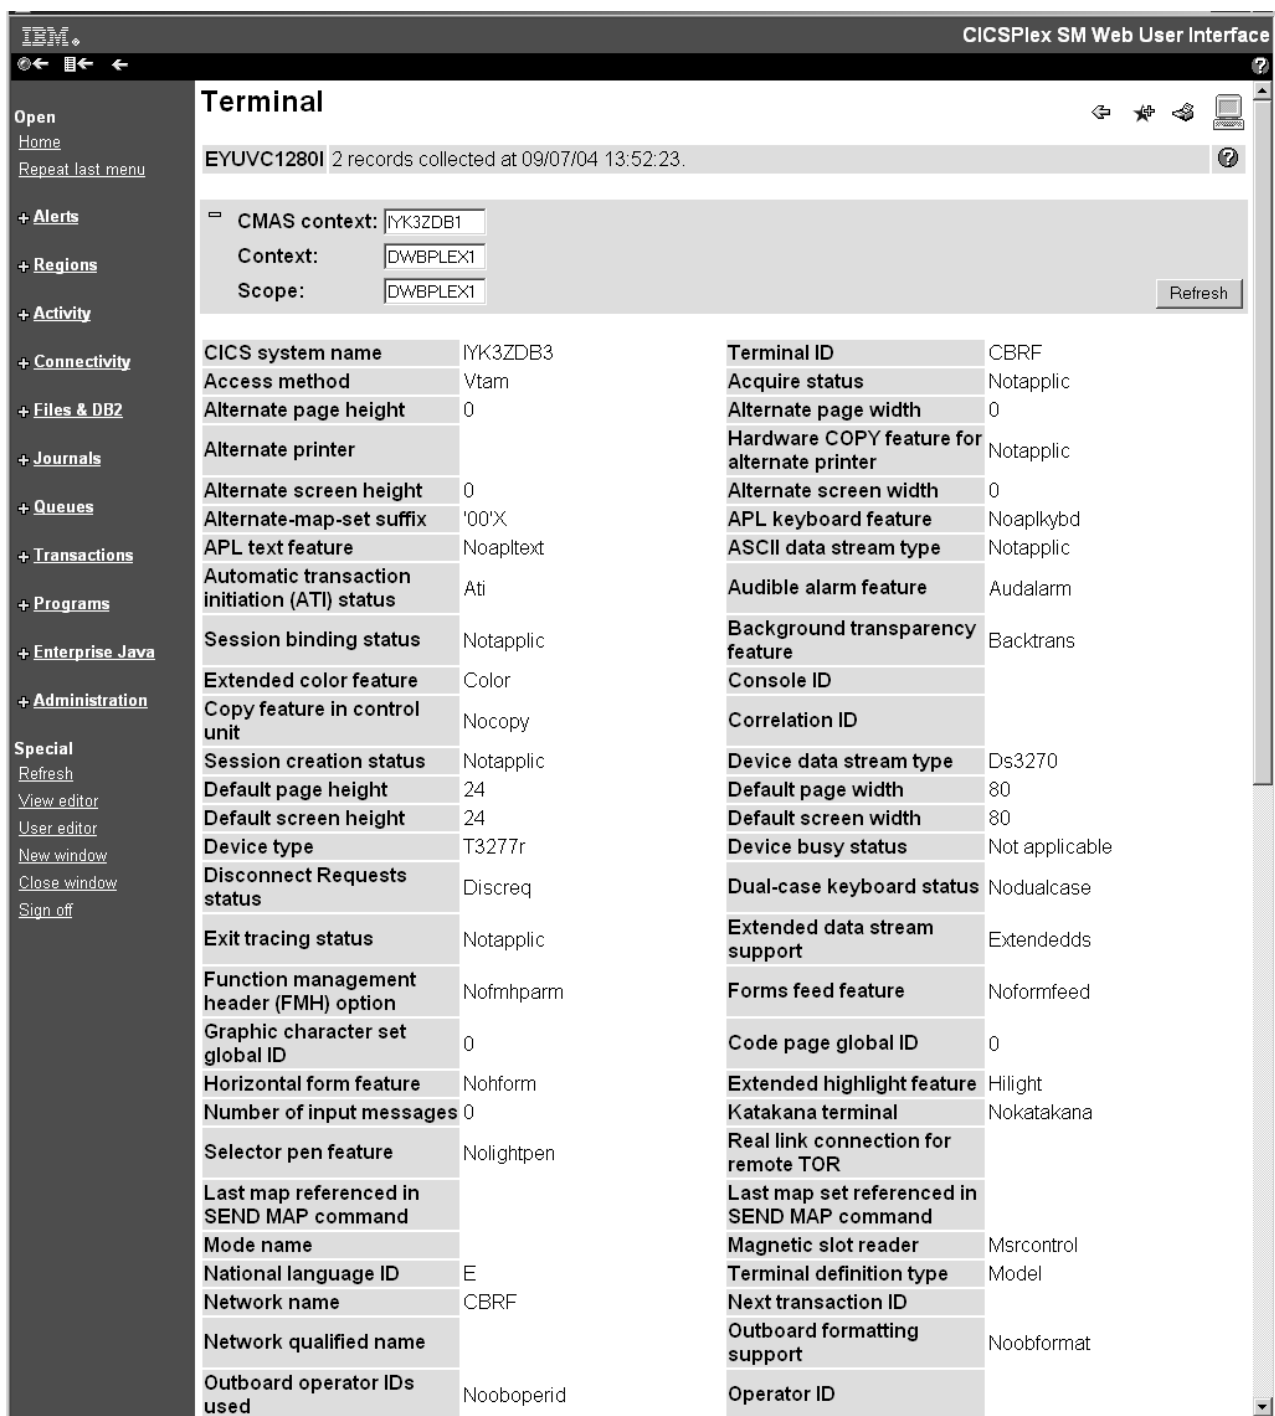 IBM.
CICSPlex SM Web User Interface
Open
Home
Repeat last menu
Alerts
Regions
Activity
Connectivity
Files & DB2
Journals
Queues
Transactions
Programs
Enterprise Java
Administration
Special
Refresh
View editor
User editor
New window
Close window
Sign off
Terminal
EYUVC1280I 2 records collected at 09/07/04 13:52:23.
CMAS context: IYK3ZDB1
Context: DWBPLEX1
Scope: DWBPLEX1
Refresh
CICS system name IYK3ZDB3 Terminal ID CBRF
Access method Vtam Acquire status Notapplic
Alternate page height 0 Alternate page width 0
Alternate printer
Hardware COPY feature for
alternate printer Notapplic
Alternate screen height 0 Alternate screen width 0
Alternate-map-set suffix '00'X APL keyboard feature Noaplkybd
APL text feature Noapltext ASCII data stream type Notapplic
Automatic transaction
initiation (ATI) status Ati Audible alarm feature Audalarm
Session binding status Notapplic
Background transparency
feature Backtrans
Extended color feature Color Console ID
Copy feature in control
unit Nocopy Correlation ID
Session creation status Notapplic Device data stream type Ds3270
Default page height 24 Default page width 80
Default screen height 24 Default screen width 80
Device type T3277r Device busy status Not applicable
Disconnect Requests
status Discreq Dual-case keyboard status Nodualcase
Exit tracing status Notapplic
Extended data stream
support Extendedds
Function management
header (FMH) option Nofmhparm Forms feed feature Noformfeed
Graphic character set
global ID 0 Code page global ID 0
Horizontal form feature Nohform Extended highlight feature Hilight
Number of input messages 0 Katakana terminal Nokatakana
Selector pen feature Nolightpen
Real link connection for
remote TOR
Last map referenced in
SEND MAP command
Last map set referenced in
SEND MAP command
Mode name Magnetic slot reader Msrcontrol
National language ID E Terminal definition type Model
Network name CBRF Next transaction ID
Network qualified name
Outboard formatting
support Noobformat
Outboard operator IDs
used Nooboperid Operator ID